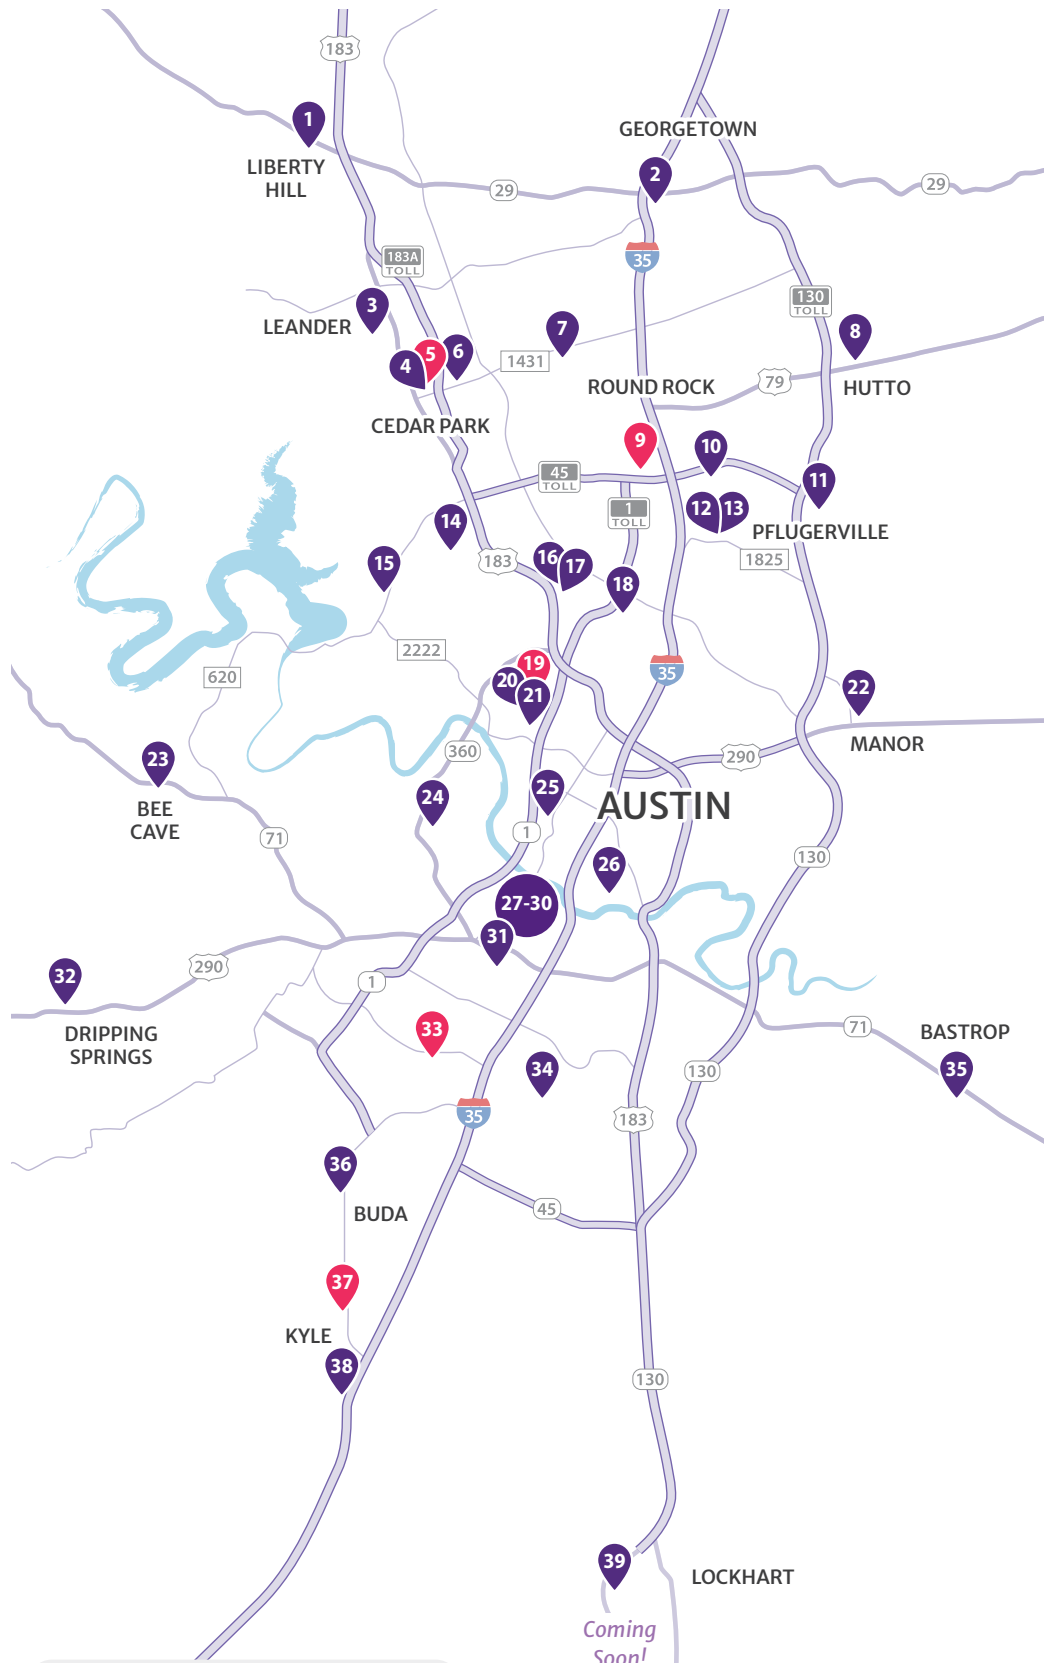 183
1
GEORGETOWN
LIBERTY
HILL
2
29
29
183A
TOLL
35
130
TOLL
3
LEANDER
7
8
4
5
6
1431
ROUND ROCK
79
HUTTO
CEDAR PARK
9
10
45
TOLL
11
1
TOLL
12
13
14
PFLUGERVILLE
183
16
17
1825
15
18
2222
19
35
620
20
21
22
MANOR
360
290
23
BEE
CAVE
24
25
AUSTIN
1
71
130
26
27-30
31
290
32
1
DRIPPING
SPRINGS
33
71
BASTROP
34
130
35
35
183
36
BUDA
45
37
KYLE
38
130
39
LOCKHART
Coming
Soon!